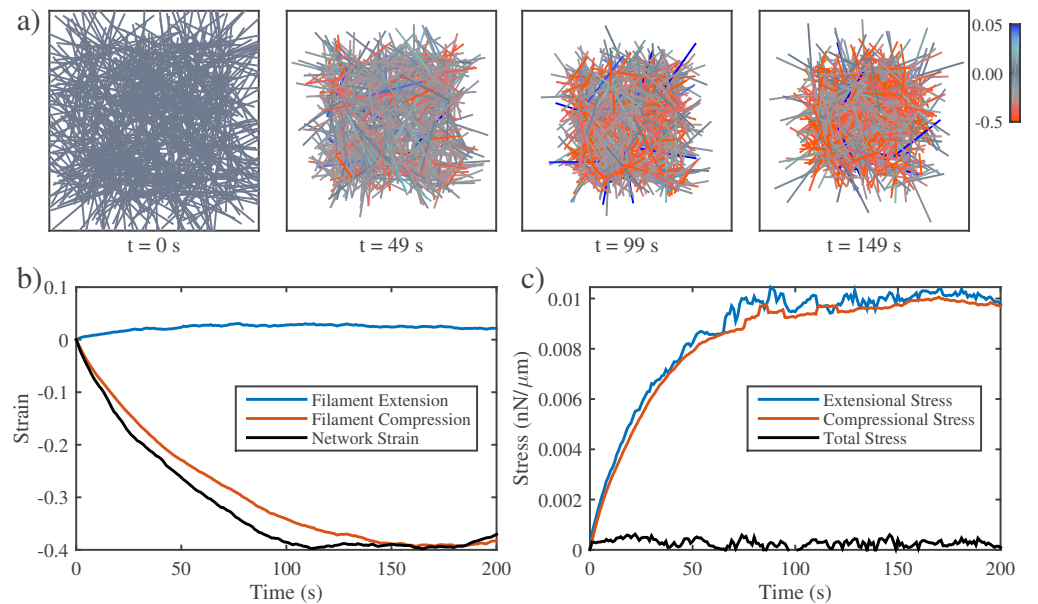 a)
0.05
0.00
-0.5
t = 0 s
t = 49 s
t = 99 s
t = 149 s
b)
0.1
0
-0.1
-0.2
-0.3
-0.4
Strain
Filament Extension
Filament Compression
Network Strain
0
50
100
150
200
Time (s)
c)
0.01
0.008
0.006
0.004
0.002
0
Stress (nN/μm)
Extensional Stress
Compressional Stress
Total Stress
0
50
100
150
200
Time (s)